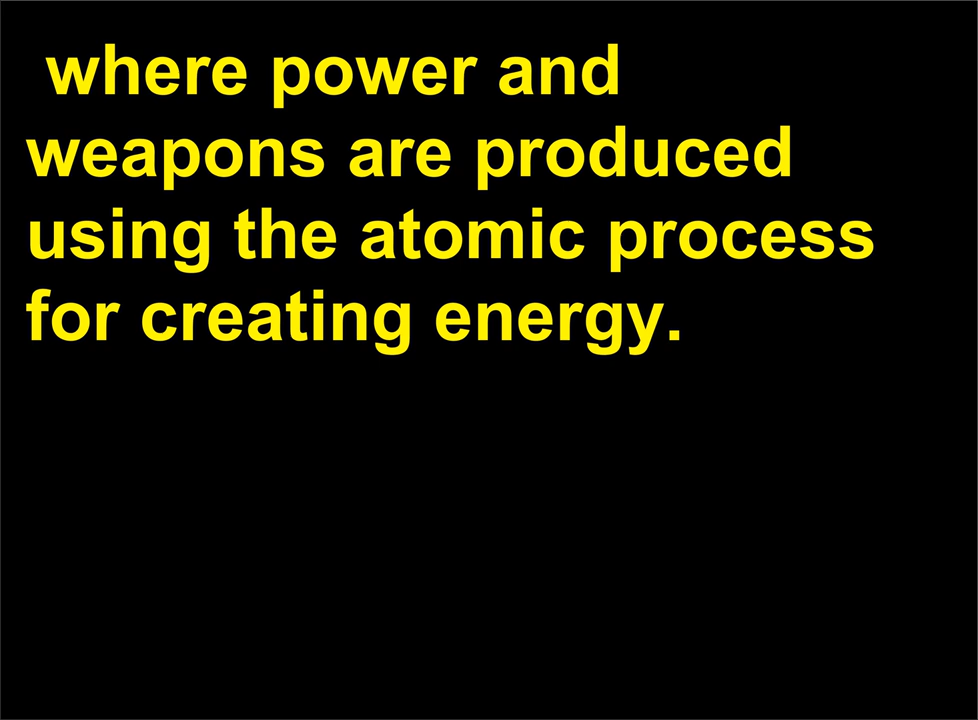 where power and
weapons are produced
using the atomic process
for creating energy.